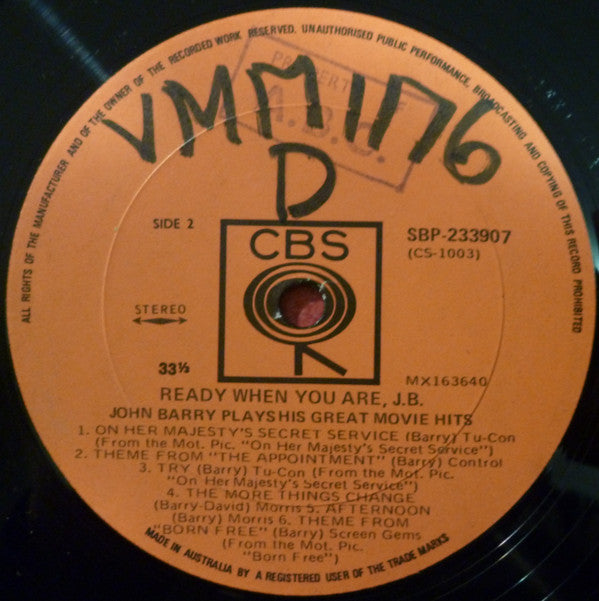 ALL RIGHTS OF THE MANUFACTURER AND OF THE OWNER OF THE RECORDED WORK RESERVED, UNAUTHORISED PUBLIC PERFORMANCE, BROADCASTING AND COPYING OF THIS RECORD PROHIBITED
PROPERTY OF
A.B.C.
VMM1176
D
SIDE 2
CBS
SBP-233907
(CS-1003)
STEREO
33⅓
MX163640
READY WHEN YOU ARE, J.B.
JOHN BARRY PLAYS HIS GREAT MOVIE HITS
1. ON HER MAJESTY'S SECRET SERVICE (Barry) Tu-Con
(From the Mot. Pic. "On Her Majesty's Secret Service")
2. THEME FROM "THE APPOINTMENT" (Barry) Control
3. TRY (Barry) Tu-Con (From the Mot. Pic.
"On Her Majesty's Secret Service")
4. THE MORE THINGS CHANGE
(Barry-David) Morris 5. AFTERNOON
(Barry) Morris 6. THEME FROM
"BORN FREE" (Barry) Screen Gems
(From the Mot. Pic.
"Born Free")
MADE IN AUSTRALIA BY A REGISTERED USER OF THE TRADE MARKS